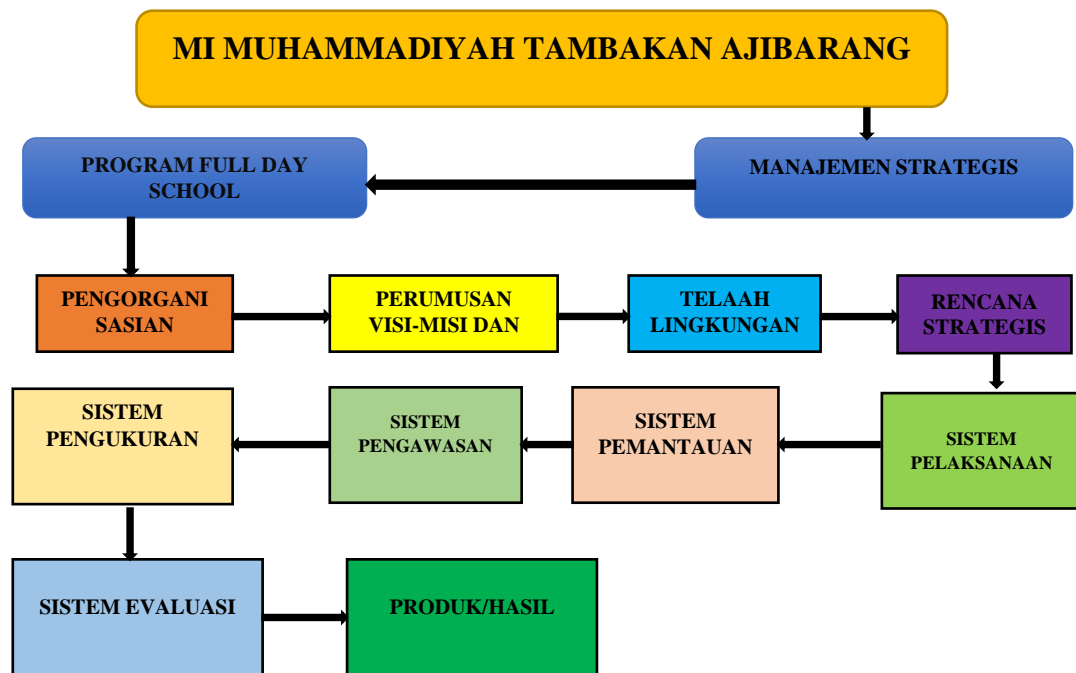 MI MUHAMMADIYAH TAMBAKAN AJIBARANG
PROGRAM FULL DAY
SCHOOL
MANAJEMEN STRATEGIS
PENGORGANI
SASIAN
PERUMUSAN
VISI-MISI DAN
TELAAH
LINGKUNGAN
RENCANA
STRATEGIS
SISTEM
PENGUKURAN
SISTEM
PENGAWASAN
SISTEM
PEMANTAUAN
SISTEM
PELAKSANAAN
SISTEM EVALUASI
PRODUK/HASIL